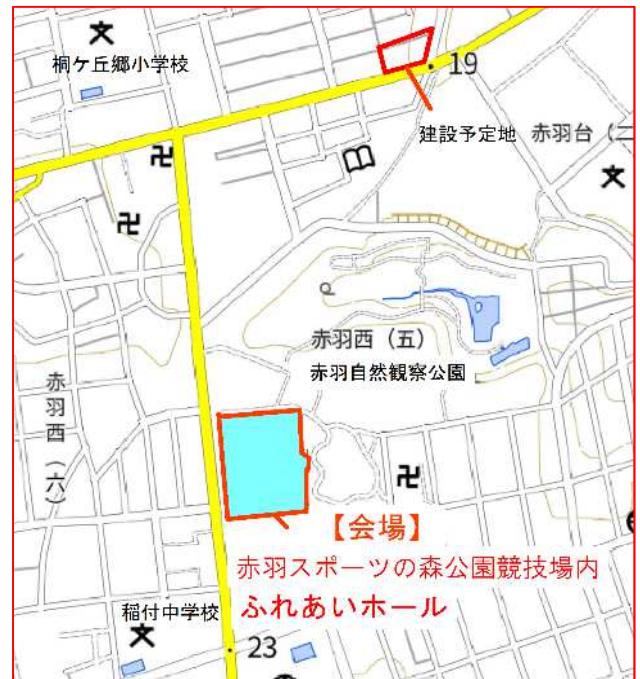 桐ケ丘郷小学校
19
建設予定地
赤羽台（二
赤羽西（五）
赤羽自然観察公園
赤羽西（六）
【会場】
赤羽スポーツの森公園競技場内
ふれあいホール
稲付中学校
23